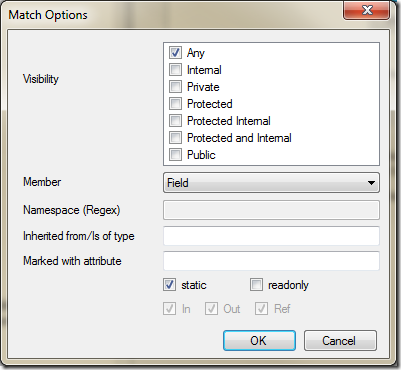 Match Options
Visibility
Any
Internal
Private
Protected
Protected Internal
Protected and Internal
Public
Member
Field
Namespace (Regex)
Inherited from/Is of type
Marked with attribute
static readonly
In Out Ref
OK Cancel